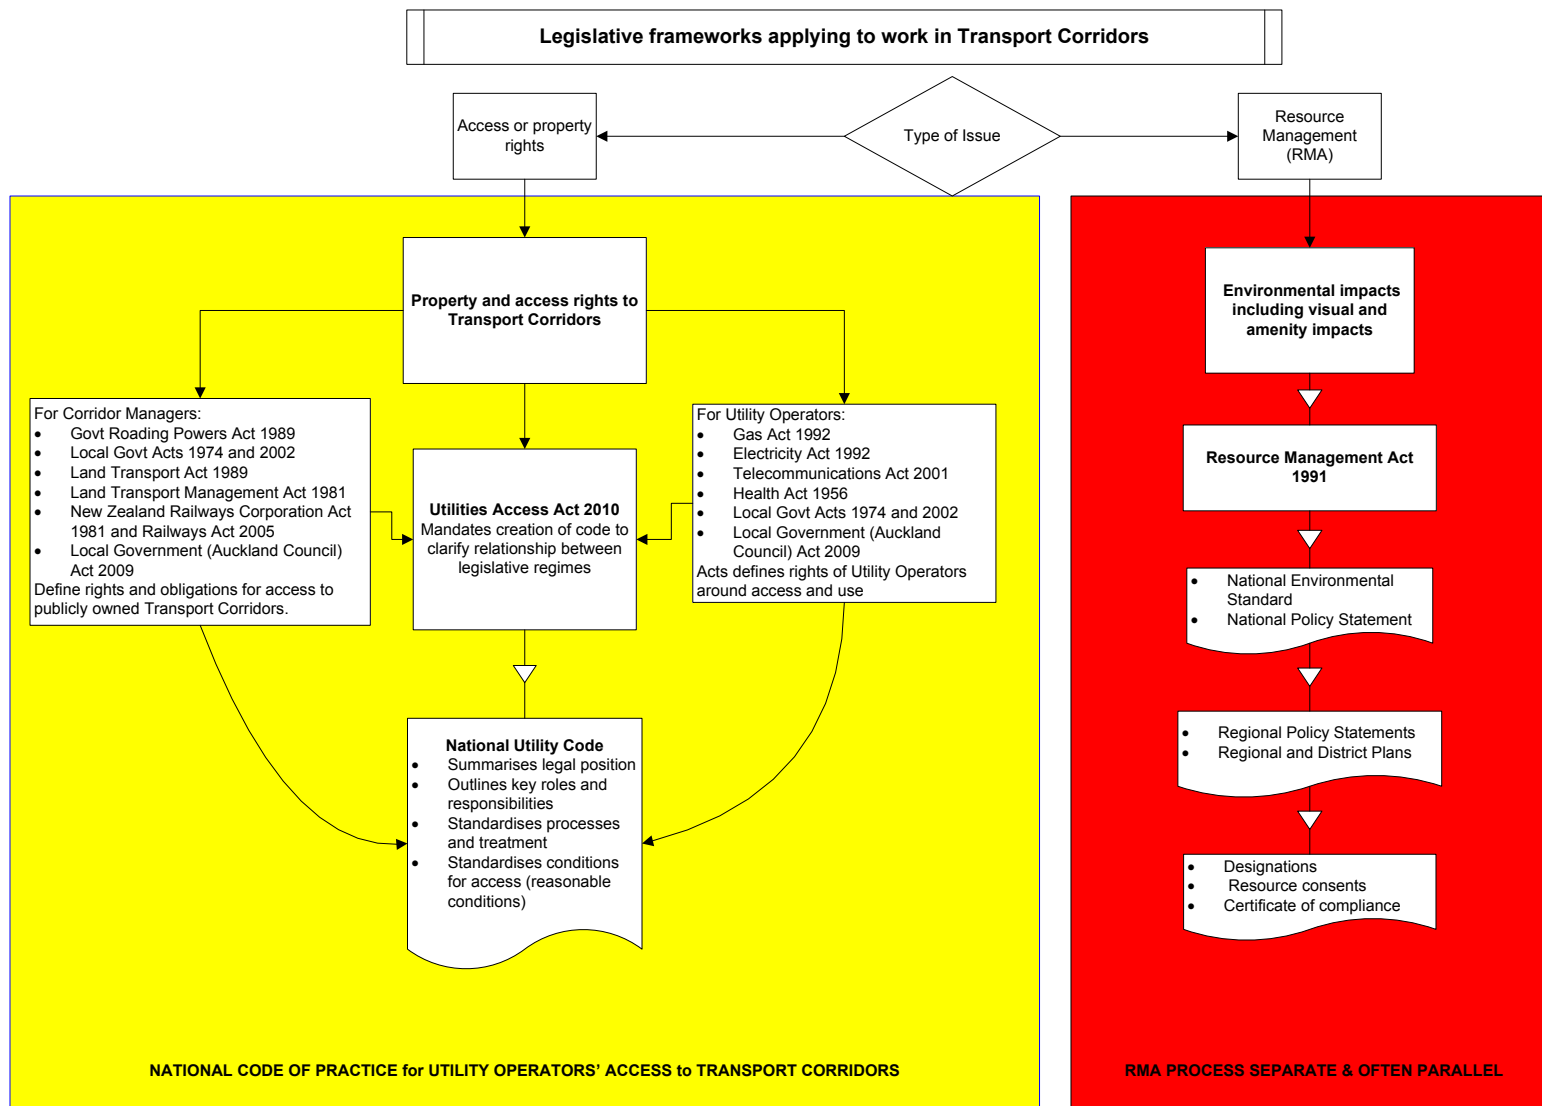 Legislative frameworks applying to work in Transport Corridors
Access or property
rights
Type of Issue
Resource
Management
(RMA)
Property and access rights to
Transport Corridors
For Corridor Managers:
• Govt Roading Powers Act 1989
• Local Govt Acts 1974 and 2002
• Land Transport Act 1989
• Land Transport Management Act 1981
• New Zealand Railways Corporation Act
1981 and Railways Act 2005
• Local Government (Auckland Council)
Act 2009
Define rights and obligations for access to
publicly owned Transport Corridors.
Utilities Access Act 2010
Mandates creation of code to
clarify relationship between
legislative regimes
For Utility Operators:
• Gas Act 1992
• Electricity Act 1992
• Telecommunications Act 2001
• Health Act 1956
• Local Govt Acts 1974 and 2002
• Local Government (Auckland
Council) Act 2009
Acts defines rights of Utility Operators
around access and use
National Utility Code
• Summarises legal position
• Outlines key roles and
responsibilities
• Standardises processes
and treatment
• Standardises conditions
for access (reasonable
conditions)
NATIONAL CODE OF PRACTICE for UTILITY OPERATORS’ ACCESS to TRANSPORT CORRIDORS
Environmental impacts
including visual and
amenity impacts
Resource Management Act
1991
• National Environmental
Standard
• National Policy Statement
• Regional Policy Statements
• Regional and District Plans
• Designations
• Resource consents
• Certificate of compliance
RMA PROCESS SEPARATE & OFTEN PARALLEL